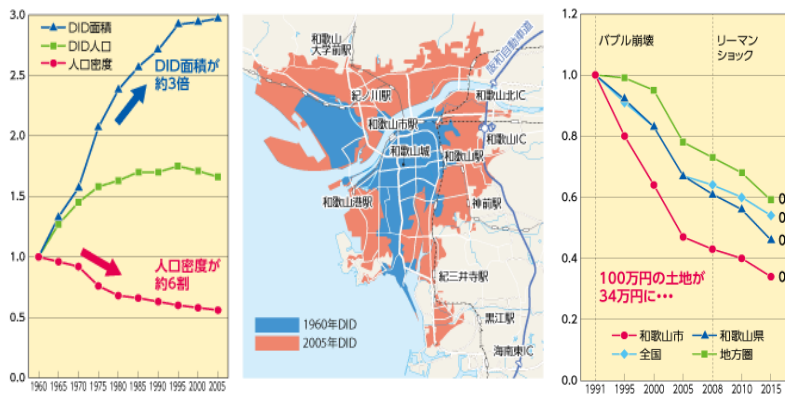 3.0
2.5
2.0
1.5
1.0
0.5
0.0
DID面積
DID人口
人口密度
DID面積が
約3倍
人口密度が
約6割
1960 1965 1970 1975 1980 1985 1990 1995 2000 2005
和歌山
大学前駅
阪和自動車道
紀ノ川駅
和歌山北IC
和歌山市駅
和歌山IC
和歌山城
和歌山駅
和歌山港駅
神前駅
紀三井寺駅
1960年DID
2005年DID
黒江駅
海南東IC
1.2
1.0
0.8
0.6
0.4
0.2
0.0
バブル崩壊
リーマン
ショック
0
0
0
0
100万円の土地が
34万円に…
和歌山市
和歌山県
全国
地方圏
1991 1995 2000 2005 2008 2010 2015